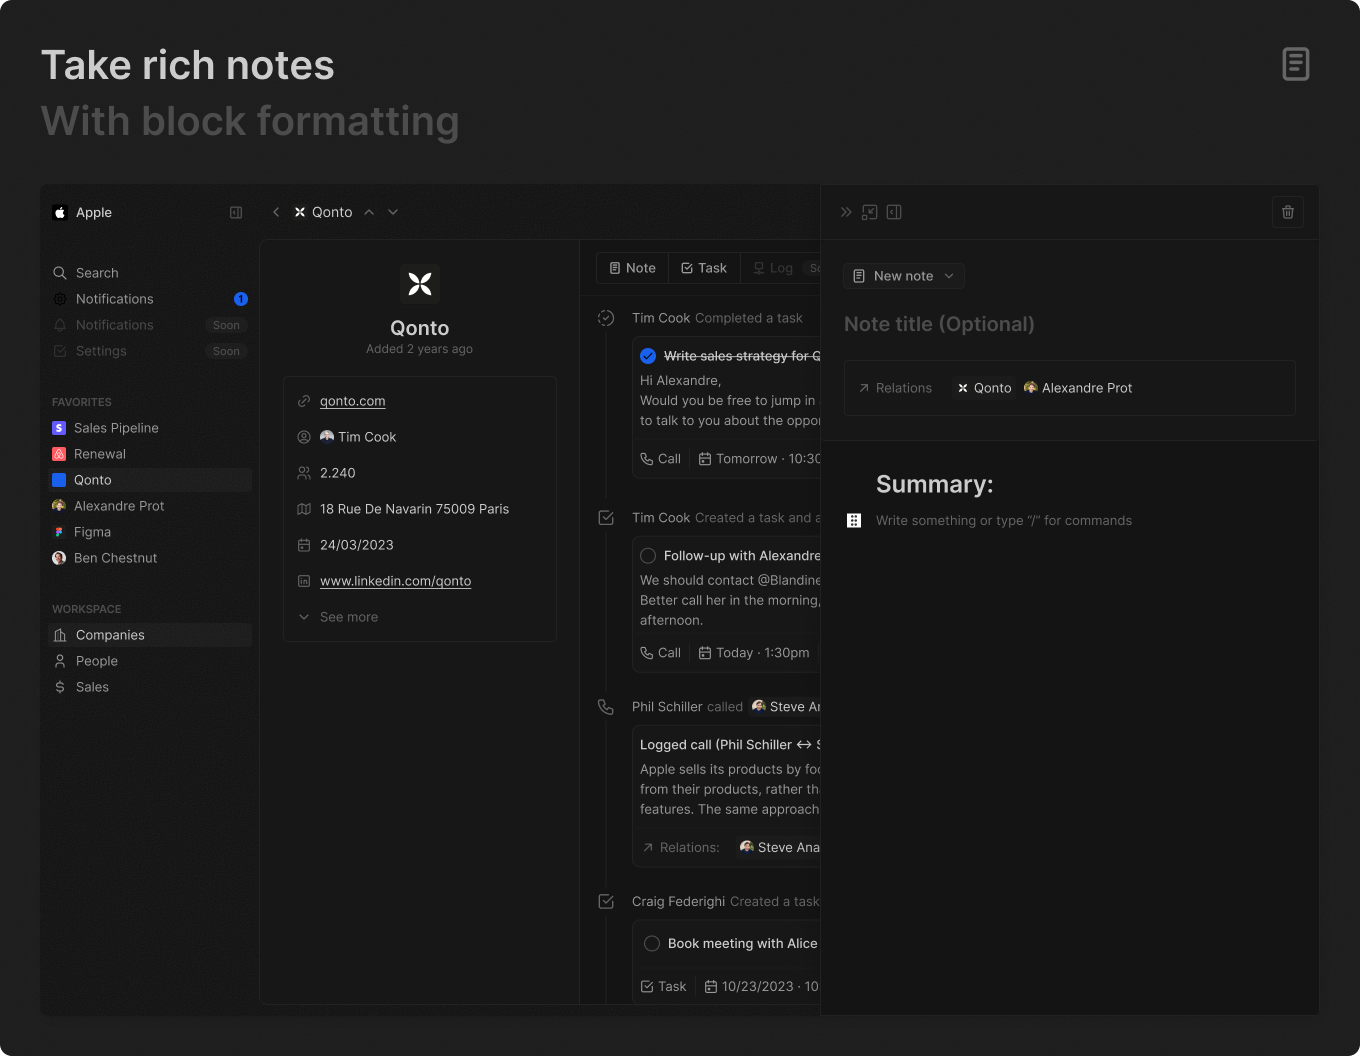 Take rich notes
With block formatting
Apple
Search
Notifications
1
Notifications
Soon
Settings
Soon
FAVORITES
S Sales Pipeline
Renewal
Qonto
Alexandre Prot
Figma
Ben Chestnut
WORKSPACE
Companies
People
Sales
Qonto
Qonto
Added 2 years ago
qonto.com
Tim Cook
2.240
18 Rue De Navarin 75009 Paris
24/03/2023
www.linkedin.com/qonto
See more
Note
Task
Log
Tim Cook Completed a task
Write sales strategy for Q
Hi Alexandre,
Would you be free to jump in
to talk to you about the oppor
Call
Tomorrow · 10:30
Tim Cook Created a task and a
Follow-up with Alexandre
We should contact @Blandine
Better call her in the morning,
afternoon.
Call
Today · 1:30pm
Phil Schiller called
Steve An
Logged call (Phil Schiller ↔ S
Apple sells its products by foc
from their products, rather tha
features. The same approach
Relations:
Steve Ana
Craig Federighi Created a task
Book meeting with Alice
Task
10/23/2023 · 10
New note
Note title (Optional)
Relations
Qonto
Alexandre Prot
Summary:
Write something or type “/” for commands